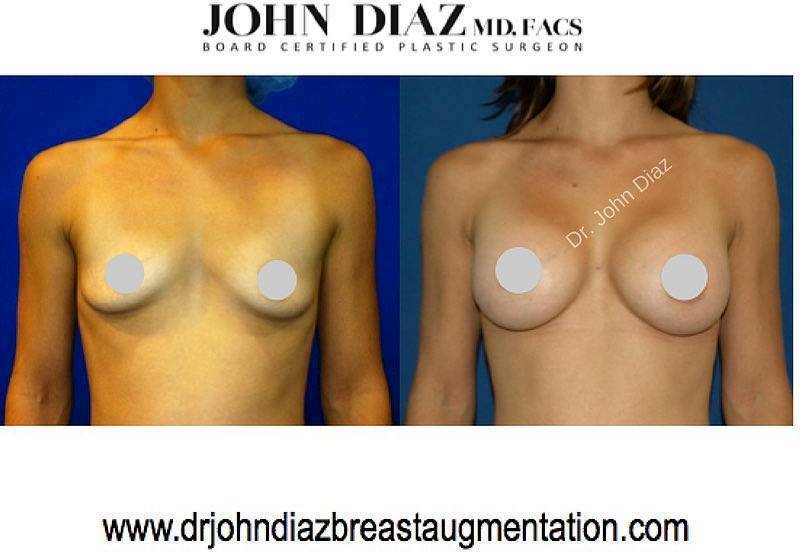 JOHN DIAZ MD, FACS
BOARD CERTIFIED PLASTIC SURGEON
Dr. John Diaz
www.drjohndiazbreastaugmentation.com